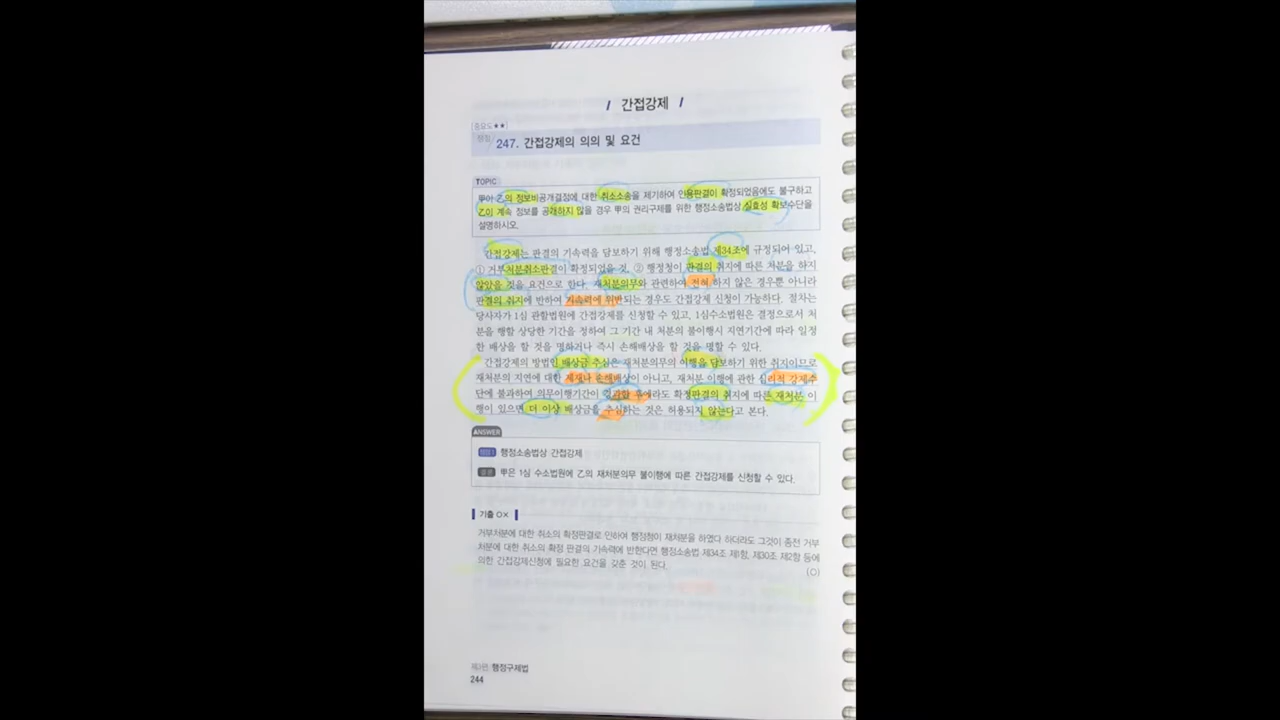 / 간접강제 /
중요도★★
쟁점 247. 간접강제의 의의 및 요건
TOPIC
甲이 乙의 정보비공개결정에 대한 취소소송을 제기하여 인용판결이 확정되었음에도 불구하고
乙이 계속 정보를 공개하지 않을 경우 甲의 권리구제를 위한 행정소송법상 실효성 확보수단을
설명하시오.
간접강제는 판결의 기속력을 담보하기 위해 행정소송법 제34조에 규정되어 있고,
① 거부처분취소판결이 확정되었을 것, ② 행정청이 판결의 취지에 따른 처분을 하지
않았을 것을 요건으로 한다. 재처분의무와 관련하여 전혀 하지 않은 경우뿐 아니라
판결의 취지에 반하여 기속력에 위반되는 경우도 간접강제 신청이 가능하다. 절차는
당사자가 1심 관할법원에 간접강제를 신청할 수 있고, 1심수소법원은 결정으로서 처
분을 행할 상당한 기간을 정하여 그 기간 내 처분의 불이행시 지연기간에 따라 일정
한 배상을 할 것을 명하거나 즉시 손해배상을 할 것을 명할 수 있다.
간접강제의 방법인 배상금 추심은 재처분의무의 이행을 담보하기 위한 취지이므로
재처분의 지연에 대한 제재나 손해배상이 아니고, 재처분 이행에 관한 심리적 강제수
단에 불과하여 의무이행기간이 경과한 후에라도 확정판결의 취지에 따른 재처분 이
행이 있으면 더 이상 배상금을 추심하는 것은 허용되지 않는다고 본다.
ANSWER
쟁점 행정소송법상 간접강제
결론 甲은 1심 수소법원에 乙의 재처분의무 불이행에 따른 간접강제를 신청할 수 있다.
기출 OX
거부처분에 대한 취소의 확정판결로 인하여 행정청이 재처분을 하였다 하더라도 그것이 종전 거부
처분에 대한 취소의 확정 판결의 기속력에 반한다면 행정소송법 제34조 제1항, 제30조 제2항 등에
의한 간접강제신청에 필요한 요건을 갖춘 것이 된다.
(O)
제3편 행정구제법
244